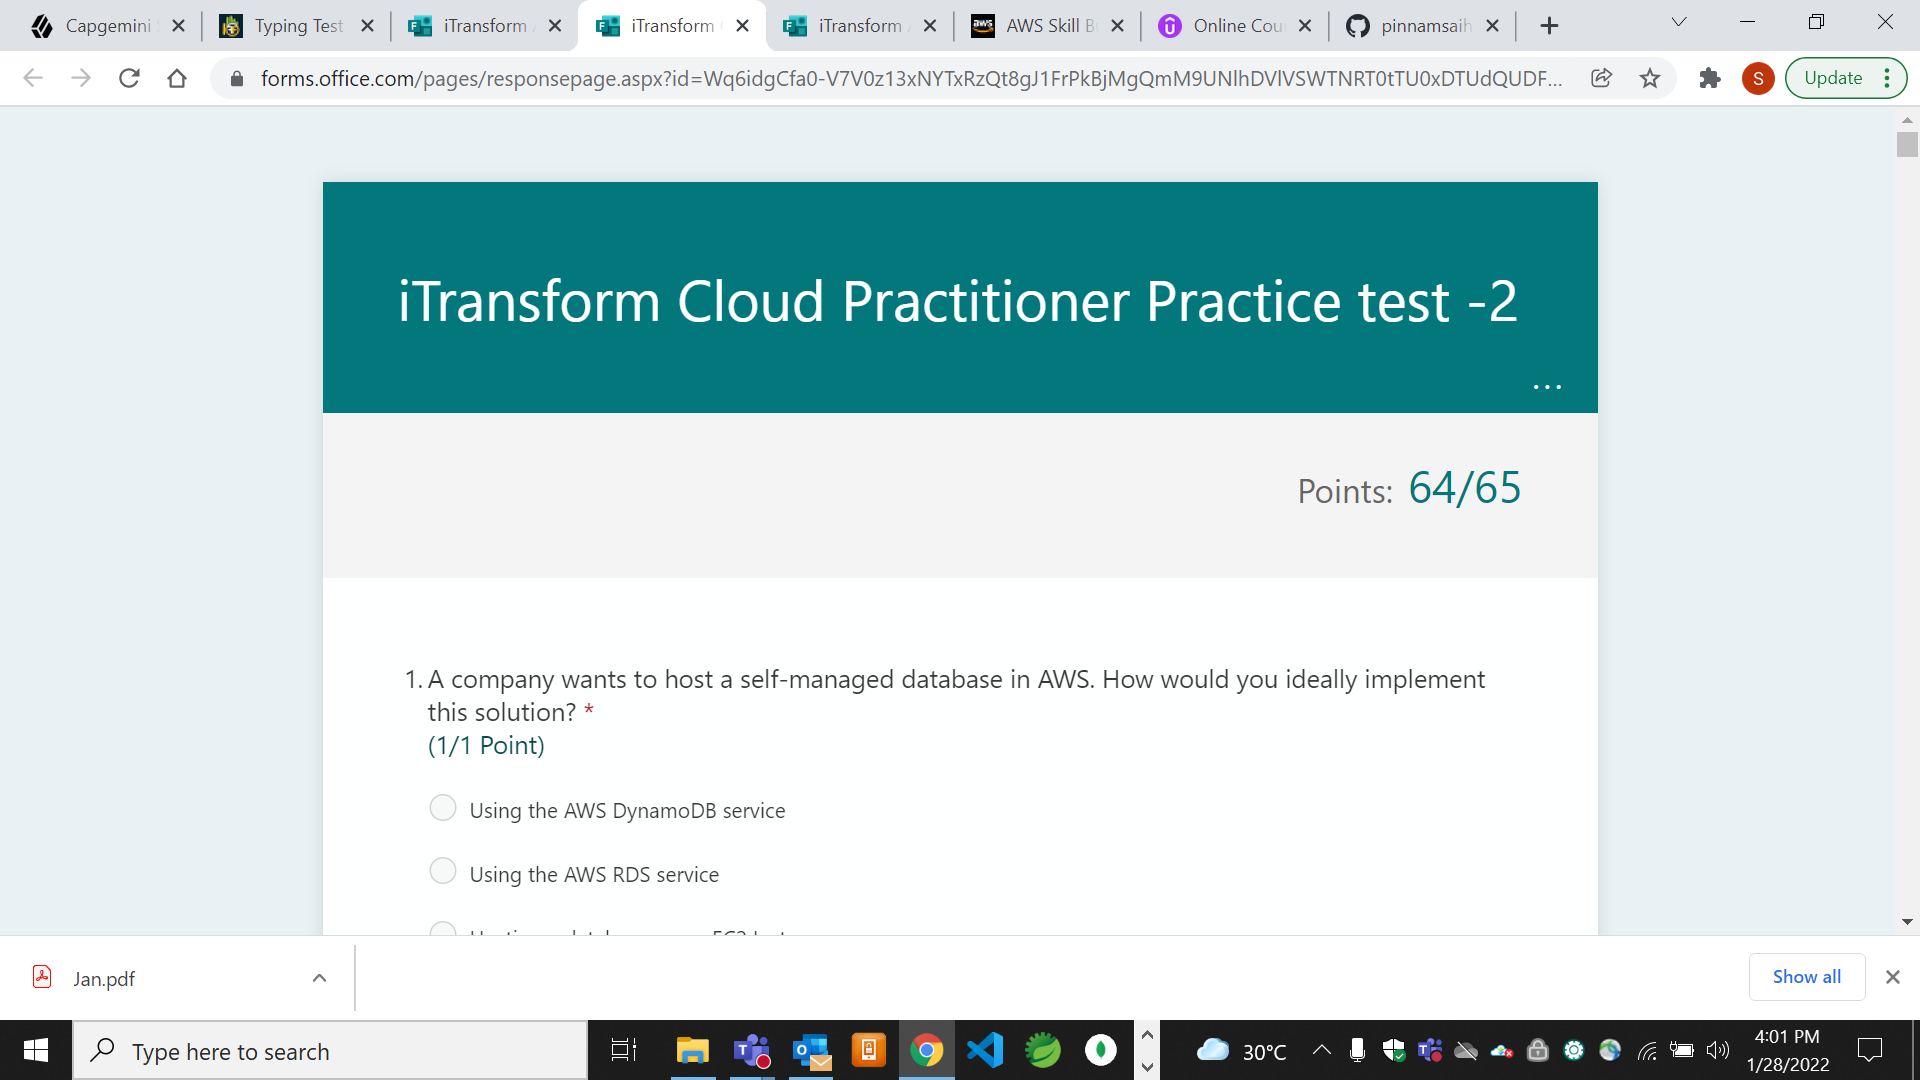 Capgemini
Typing Test
iTransform
iTransform
iTransform
AWS Skill B
Online Cou
pinnamsaih
forms.office.com/pages/responsepage.aspx?id=Wq6idgCfa0-V7V0z13xNYTxRzQt8gJ1FrPkBjMgQmM9UNlhDVlVSWTNRT0tTU0xDTUdQUDF...
S
Update
iTransform Cloud Practitioner Practice test -2
...
Points: 64/65
1. A company wants to host a self-managed database in AWS. How would you ideally implement
this solution? *
(1/1 Point)
Using the AWS DynamoDB service
Using the AWS RDS service
Jan.pdf
Show all
Type here to search
30°C
4:01 PM
1/28/2022